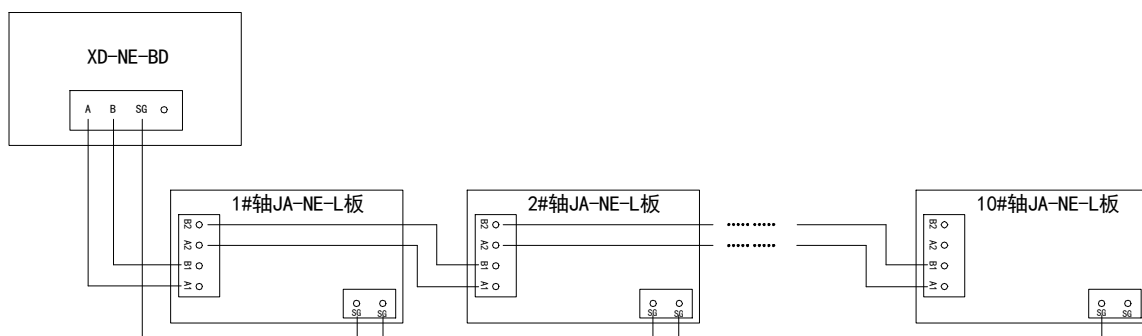 XD-NE-BD
A B SG
1#轴JA-NE-L板
B2
A2
B1
A1
SG SG
2#轴JA-NE-L板
B2
A2
B1
A1
SG SG
10#轴JA-NE-L板
B2
A2
B1
A1
SG SG